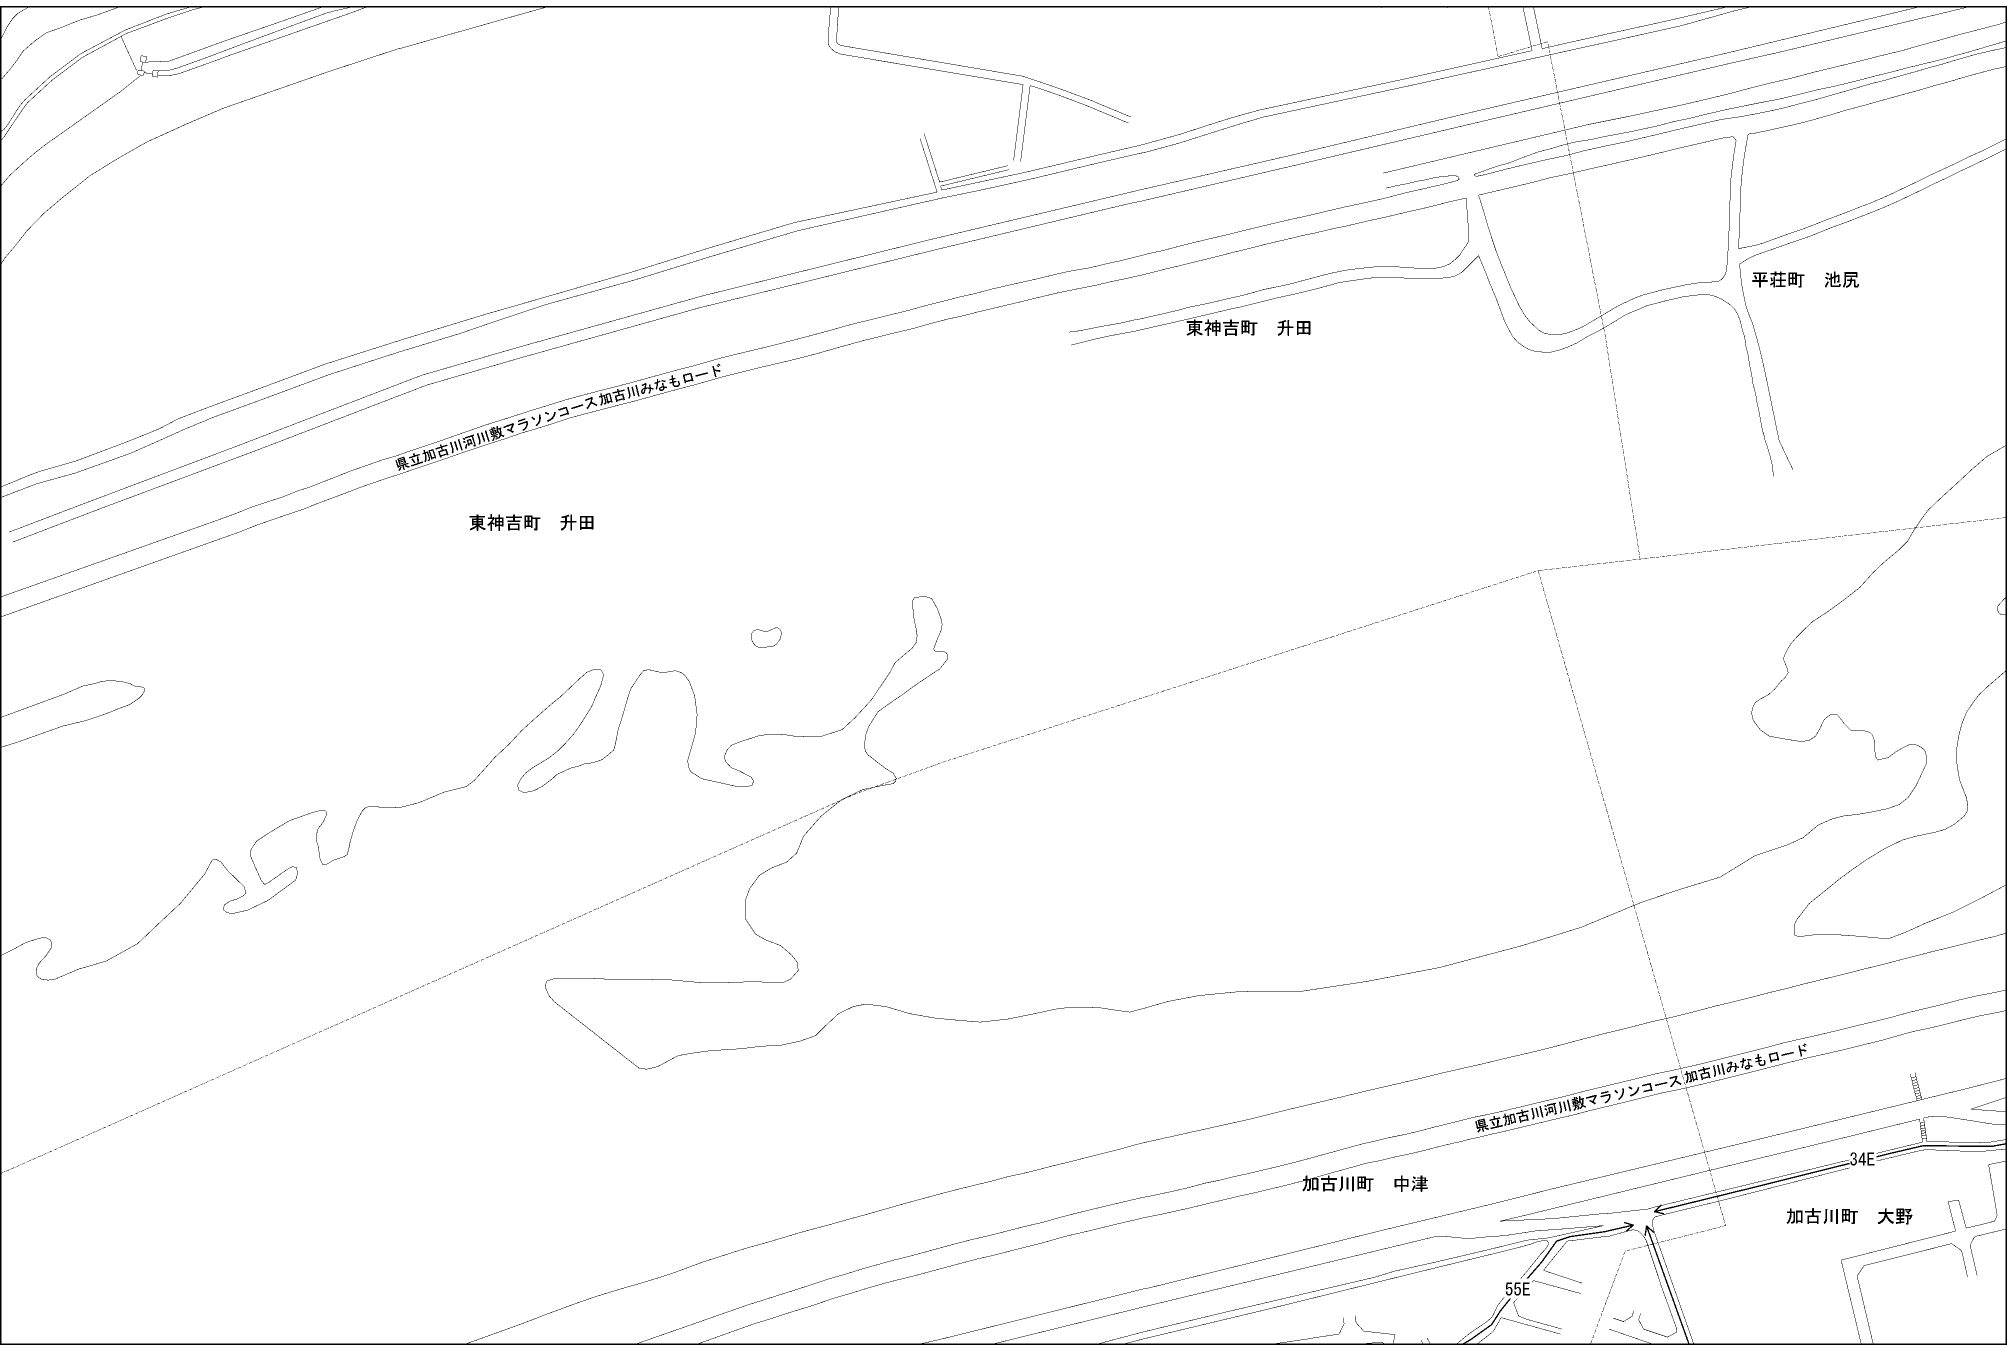 平荘町　池尻
東神吉町　升田
県立加古川河川敷マラソンコース加古川みなもロード
東神吉町　升田
県立加古川河川敷マラソンコース加古川みなもロード
34E
加古川町　中津
加古川町　大野
55E